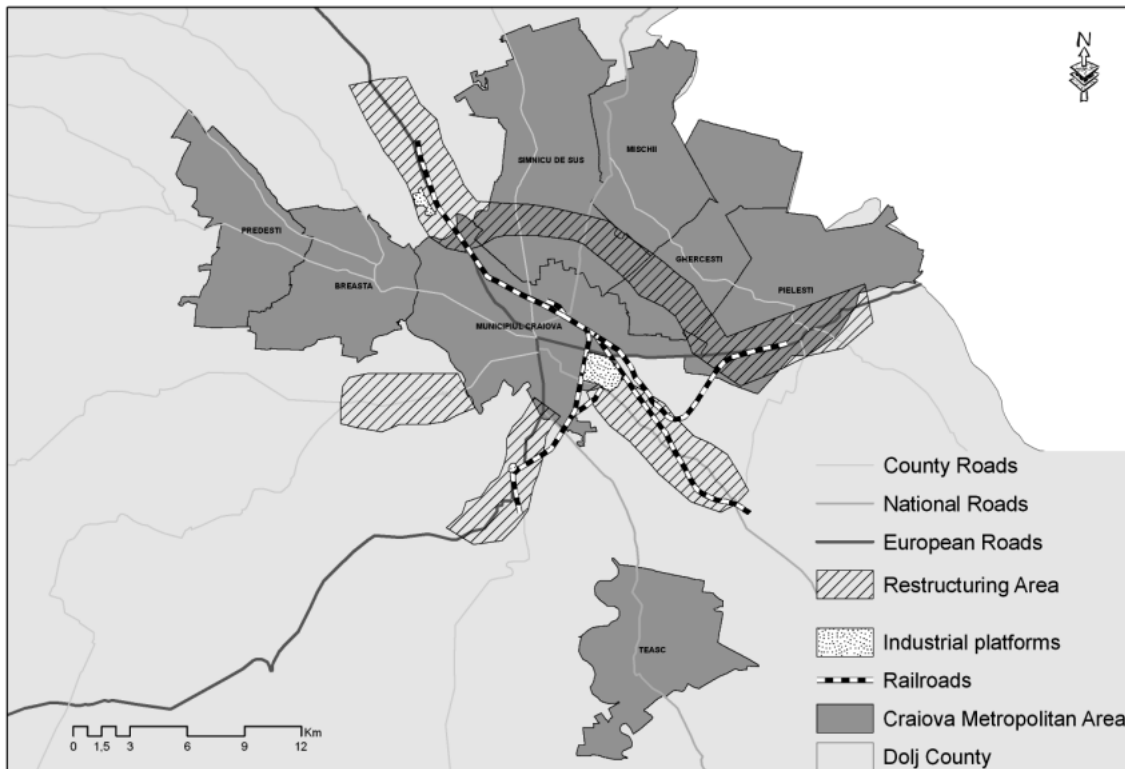 N
SIMNICU DE SUS
MISCHII
PREDESTI
BREASTA
GHERCESTI
PIELESTI
MUNICIPIUL CRAIOVA
TEASC
County Roads
National Roads
European Roads
Restructuring Area
Industrial platforms
Railroads
Craiova Metropolitan Area
Dolj County
Km
0 1,5 3 6 9 12